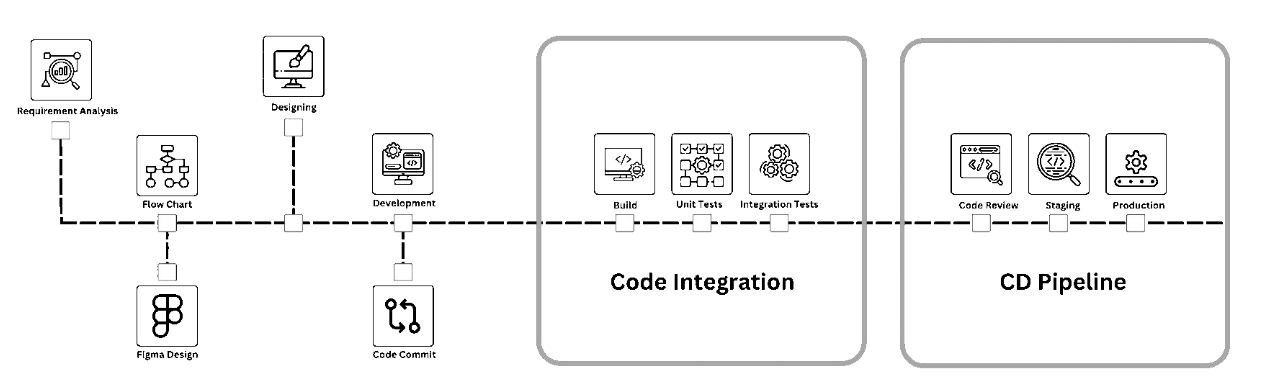 Requirement Analysis
Flow Chart
Figma Design
Designing
Development
Code Commit
Build
Unit Tests
Integration Tests
Code Integration
Code Review
Staging
Production
CD Pipeline